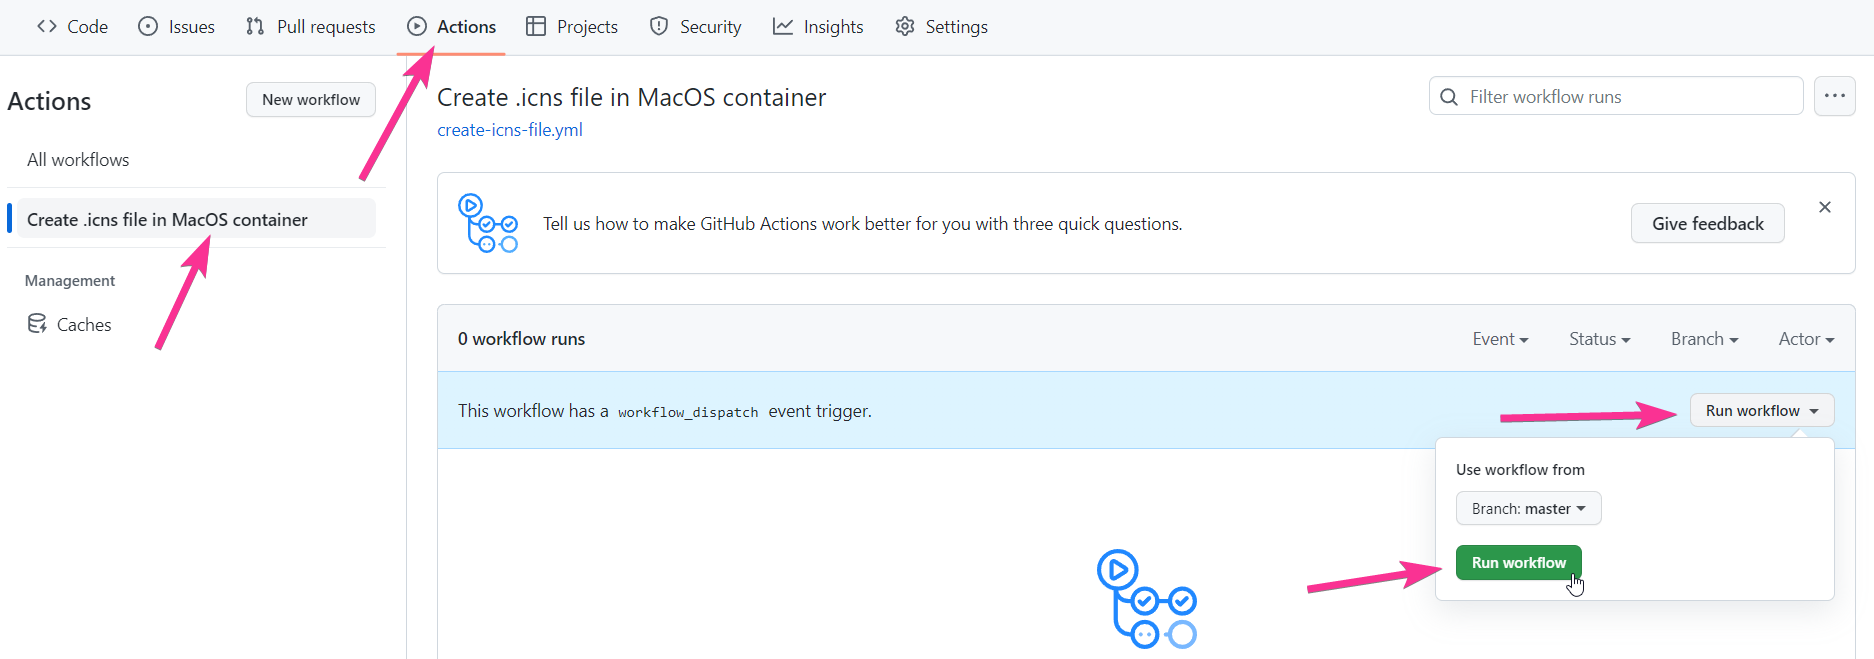 Code Issues Pull requests Actions Projects Security Insights Settings
Actions
New workflow
All workflows
Create .icns file in MacOS container
Management
Caches
Create .icns file in MacOS container
create-icns-file.yml
Filter workflow runs
Tell us how to make GitHub Actions work better for you with three quick questions.
Give feedback
0 workflow runs
Event Status Branch Actor
This workflow has a workflow_dispatch event trigger.
Run workflow
Use workflow from
Branch: master
Run workflow